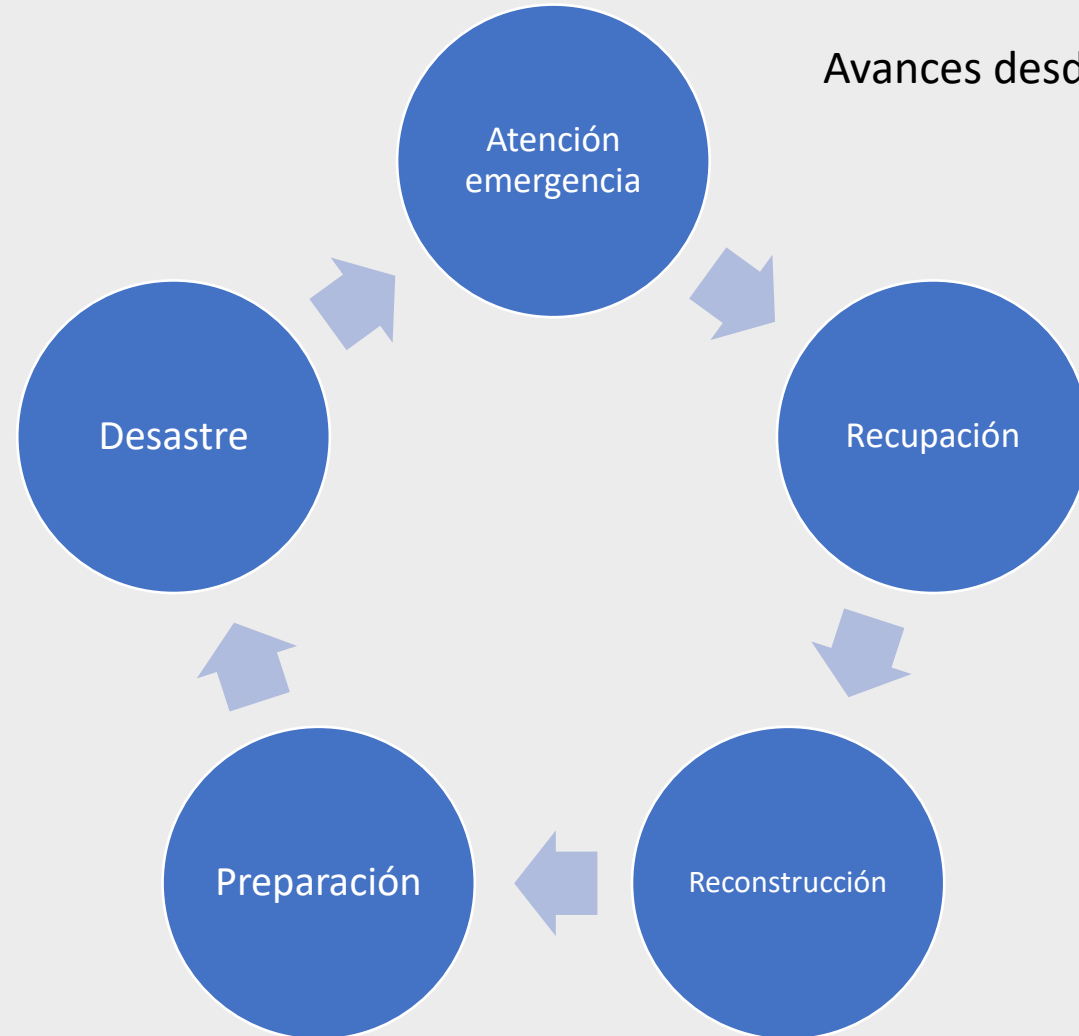 Avances desd
Atención
emergencia
Desastre
Recupación
Preparación
Reconstrucción